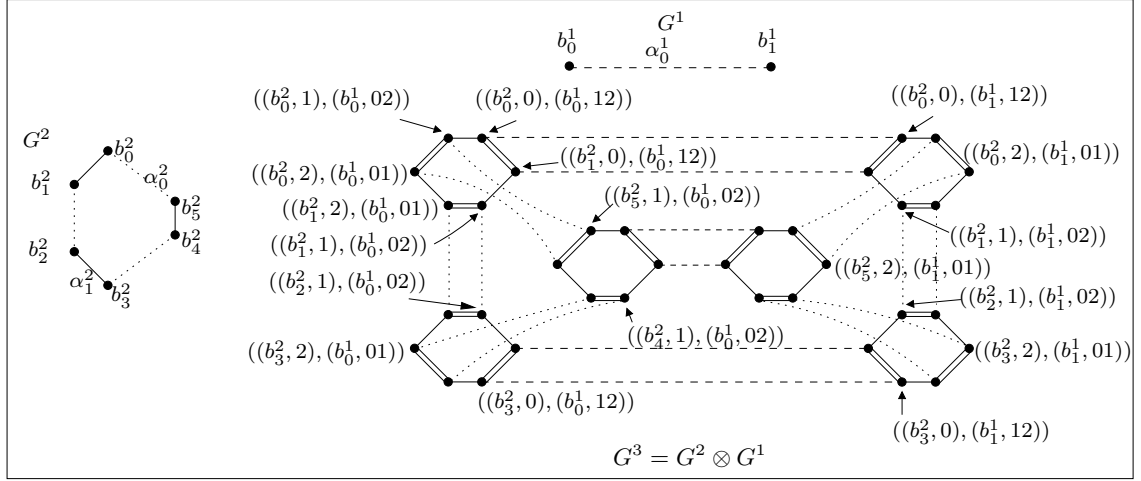 G^1
b_0^1 α_0^1 b_1^1
((b_0^2, 1), (b_0^1, 02)) ((b_0^2, 0), (b_0^1, 12)) ((b_0^2, 0), (b_1^1, 12))
G^2
b_0^2
α_0^2
b_1^2
b_5^2
b_4^2
b_2^2
α_1^2
b_3^2
((b_1^2, 0), (b_0^1, 12))
((b_0^2, 2), (b_0^1, 01))
((b_0^2, 2), (b_1^1, 01))
((b_5^2, 1), (b_0^1, 02))
((b_1^2, 2), (b_0^1, 01))
((b_1^2, 1), (b_0^1, 02))
((b_1^2, 1), (b_1^1, 02))
((b_5^2, 2), (b_1^1, 01))
((b_2^2, 1), (b_0^1, 02))
((b_2^2, 1), (b_1^1, 02))
((b_4^2, 1), (b_0^1, 02))
((b_3^2, 2), (b_0^1, 01))
((b_3^2, 2), (b_1^1, 01))
((b_3^2, 0), (b_0^1, 12))
((b_3^2, 0), (b_1^1, 12))
G^3 = G^2 ⊗ G^1